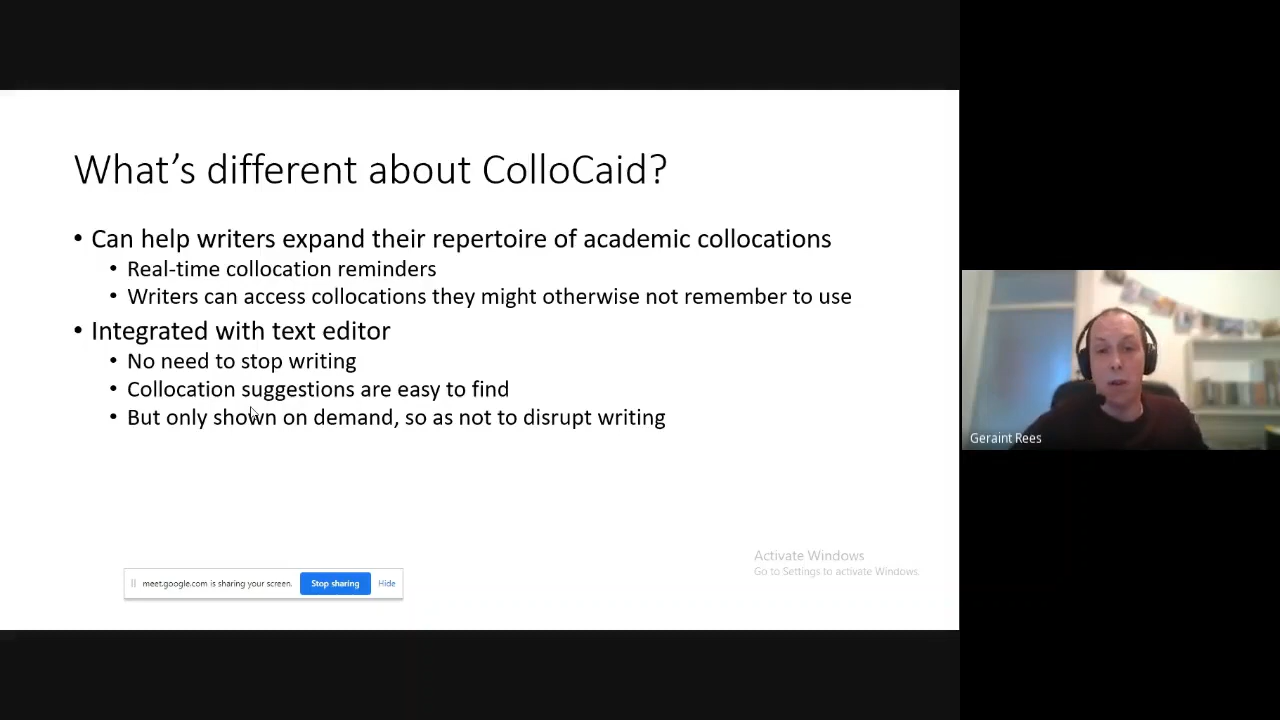 What’s different about ColloCaid?
• Can help writers expand their repertoire of academic collocations
• Real-time collocation reminders
• Writers can access collocations they might otherwise not remember to use
• Integrated with text editor
• No need to stop writing
• Collocation suggestions are easy to find
• But only shown on demand, so as not to disrupt writing
Geraint Rees
Activate Windows
Go to Settings to activate Windows.
meet.google.com is sharing your screen. Stop sharing Hide